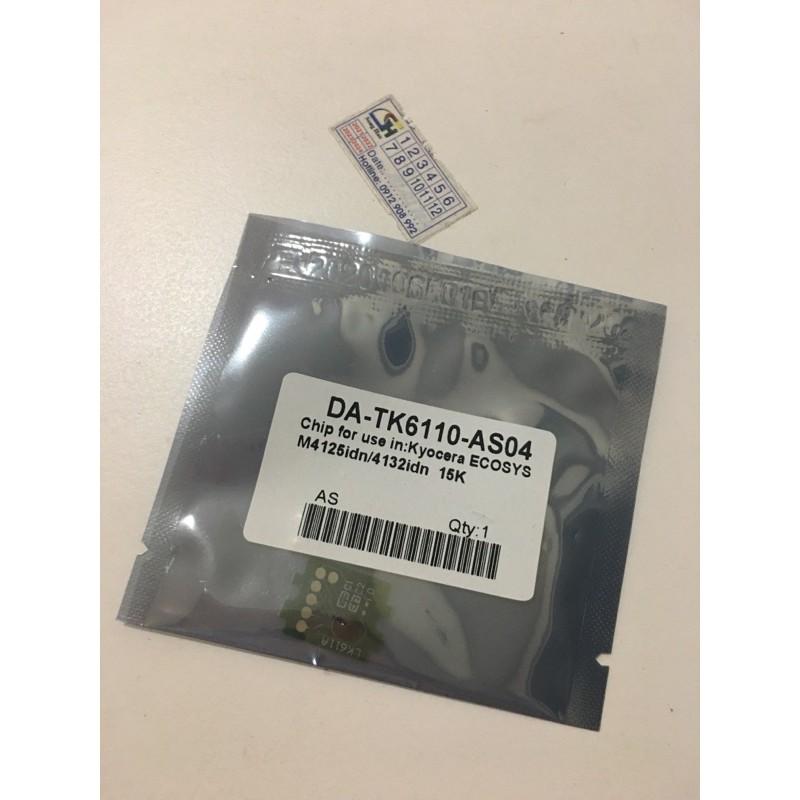 1 2 3 4 5 6
7 8 9 10 11 12
Date:
Hotline: 0912 908 992
DA-TK6110-AS04
Chip for use in:Kyocera ECOSYS
M4125idn/4132idn 15K
AS
Qty:1